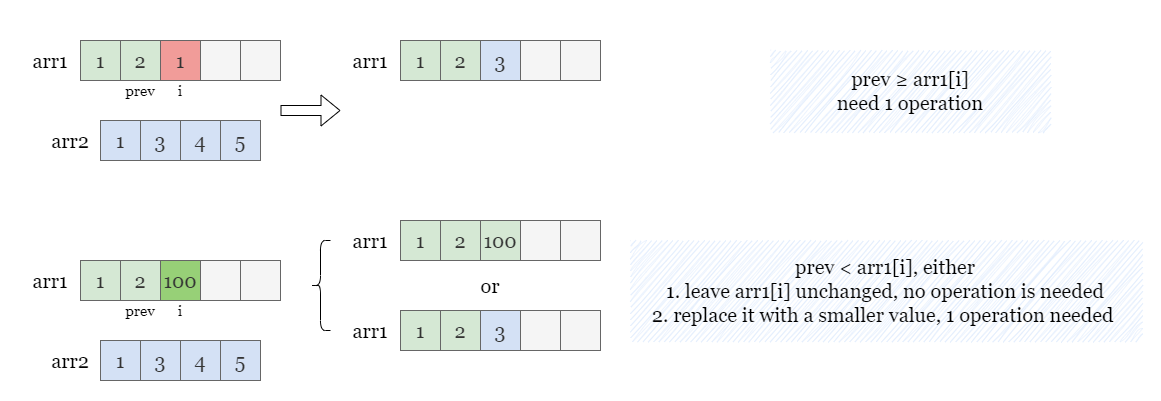 arr1 1 2 1
prev i
arr2 1 3 4 5
arr1 1 2 3
prev ≥ arr1[i]
need 1 operation
arr1 1 2 100
prev i
arr2 1 3 4 5
arr1 1 2 100
or
arr1 1 2 3
prev < arr1[i], either
1. leave arr1[i] unchanged, no operation is needed
2. replace it with a smaller value, 1 operation needed